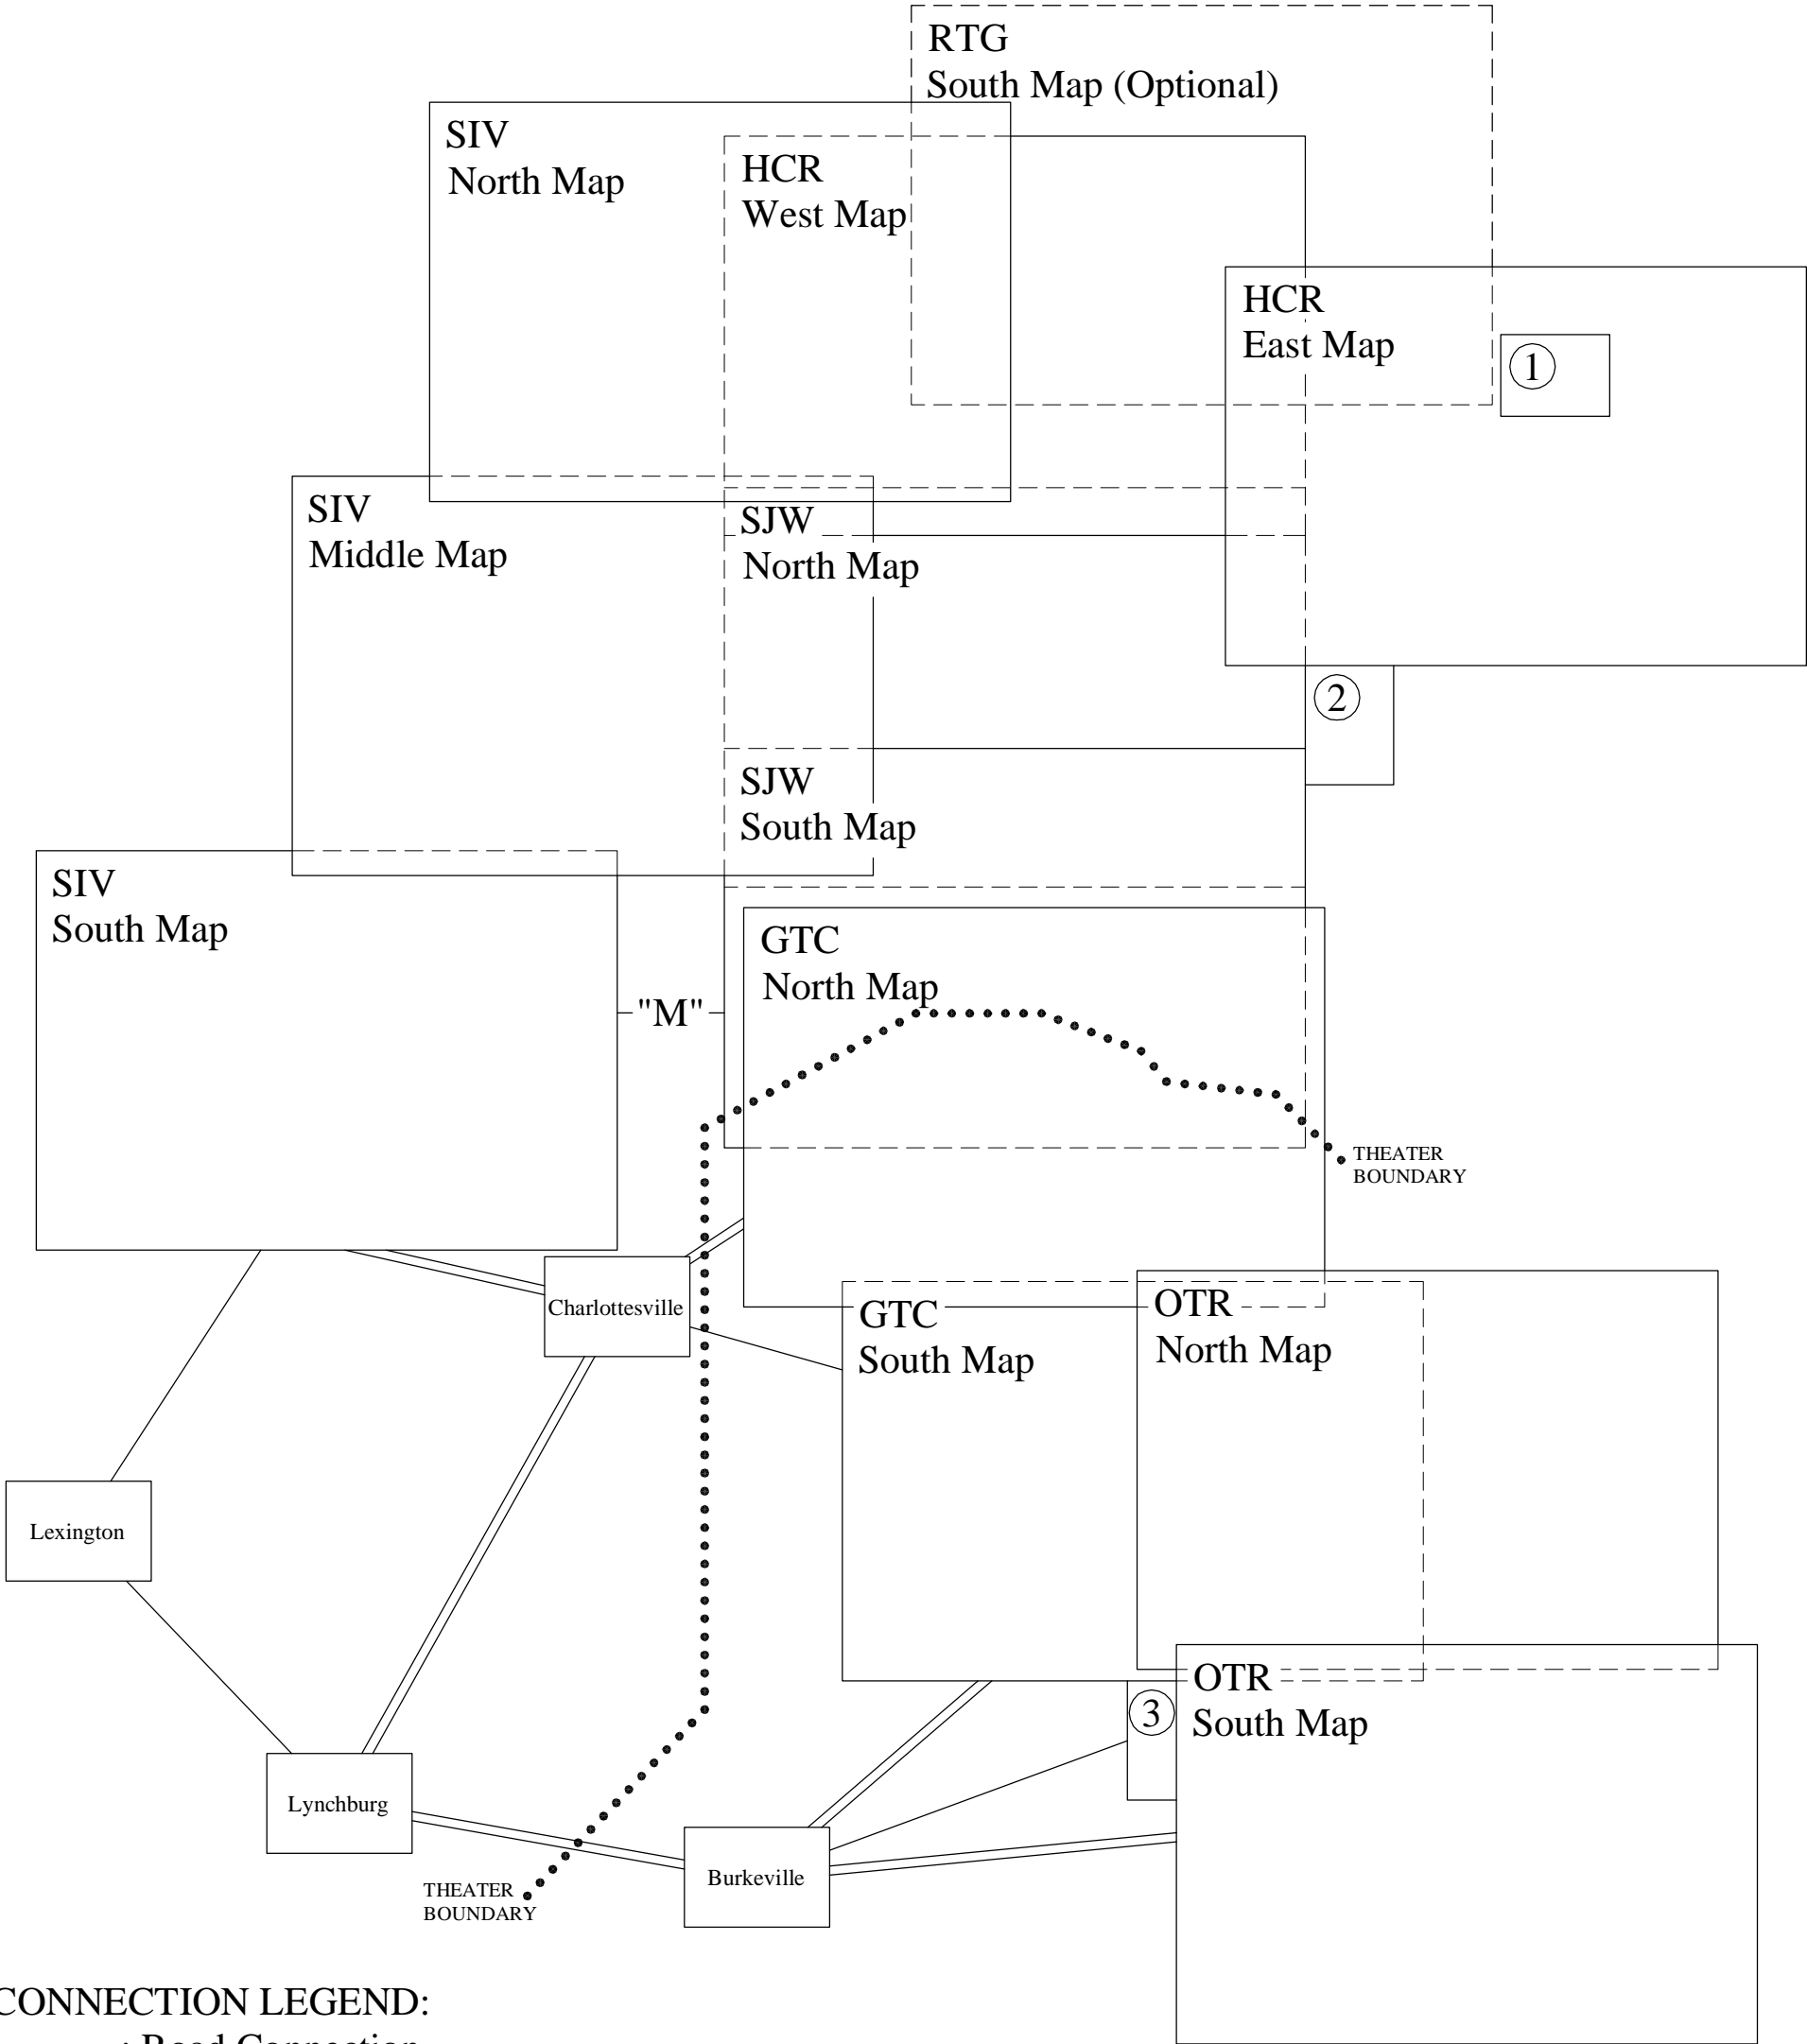 RTG
South Map (Optional)
SIV
North Map
HCR
West Map
HCR
East Map
1
SIV
Middle Map
SJW
North Map
2
SJW
South Map
SIV
South Map
GTC
North Map
"M"
THEATER
BOUNDARY
Charlottesville
GTC
South Map
OTR
North Map
Lexington
OTR
South Map
3
Lynchburg
Burkeville
THEATER
BOUNDARY
CONNECTION LEGEND:
: Road Connection